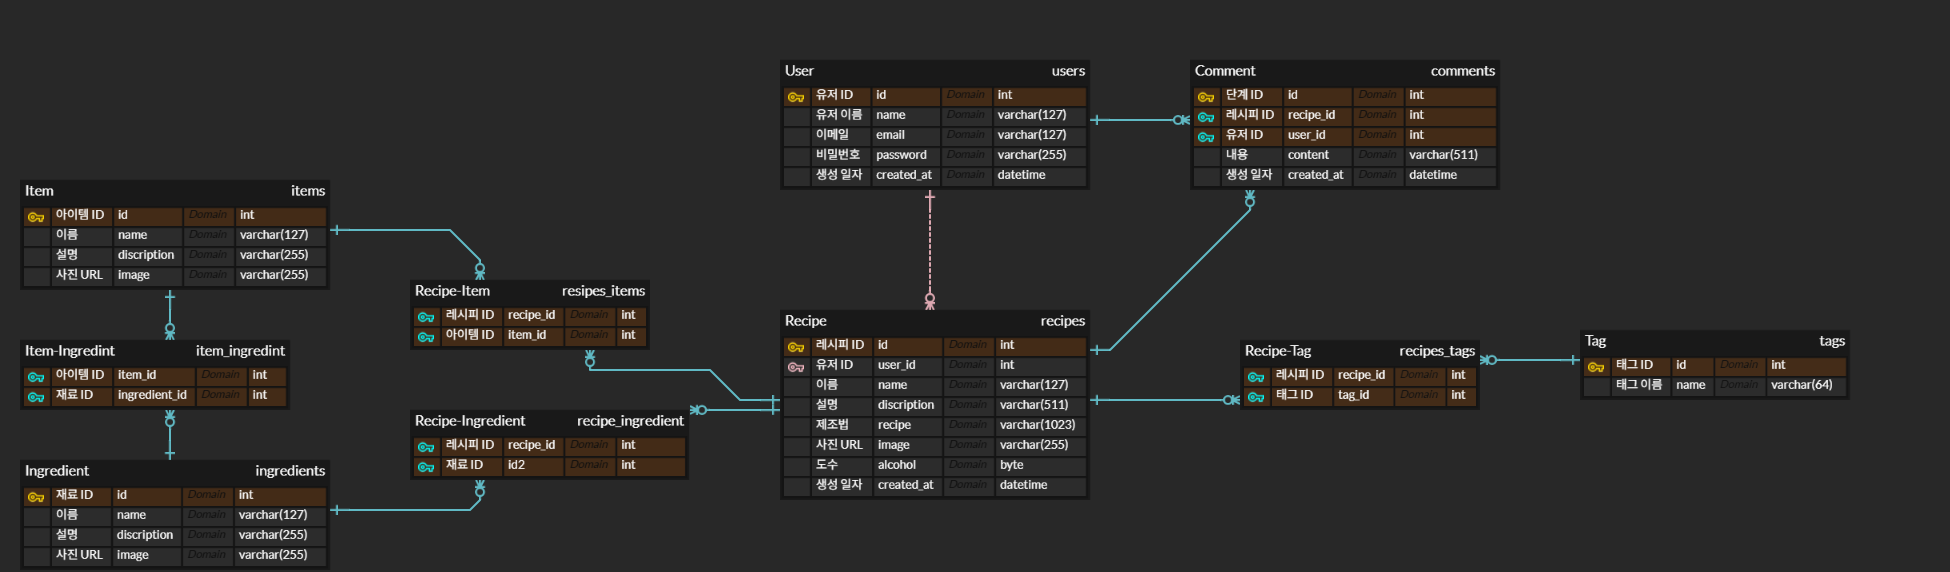 User users
유저 ID id Domain int
유저 이름 name Domain varchar(127)
이메일 email Domain varchar(127)
비밀번호 password Domain varchar(255)
생성 일자 created_at Domain datetime
Comment comments
단계 ID id Domain int
레시피 ID recipe_id Domain int
유저 ID user_id Domain int
내용 content Domain varchar(511)
생성 일자 created_at Domain datetime
Item items
아이템 ID id Domain int
이름 name Domain varchar(127)
설명 discription Domain varchar(255)
사진 URL image Domain varchar(255)
Recipe-Item resipes_items
레시피 ID recipe_id Domain int
아이템 ID item_id Domain int
Recipe recipes
레시피 ID id Domain int
유저 ID user_id Domain int
이름 name Domain varchar(127)
설명 discription Domain varchar(511)
제조법 recipe Domain varchar(1023)
사진 URL image Domain varchar(255)
도수 alcohol Domain byte
생성 일자 created_at Domain datetime
Tag tags
태그 ID id Domain int
태그 이름 name Domain varchar(64)
Item-Ingredint item_ingredint
아이템 ID item_id Domain int
재료 ID ingredient_id Domain int
Recipe-Tag recipes_tags
레시피 ID recipe_id Domain int
태그 ID tag_id Domain int
Recipe-Ingredient recipe_ingredient
레시피 ID recipe_id Domain int
재료 ID id2 Domain int
Ingredient ingredients
재료 ID id Domain int
이름 name Domain varchar(127)
설명 discription Domain varchar(255)
사진 URL image Domain varchar(255)